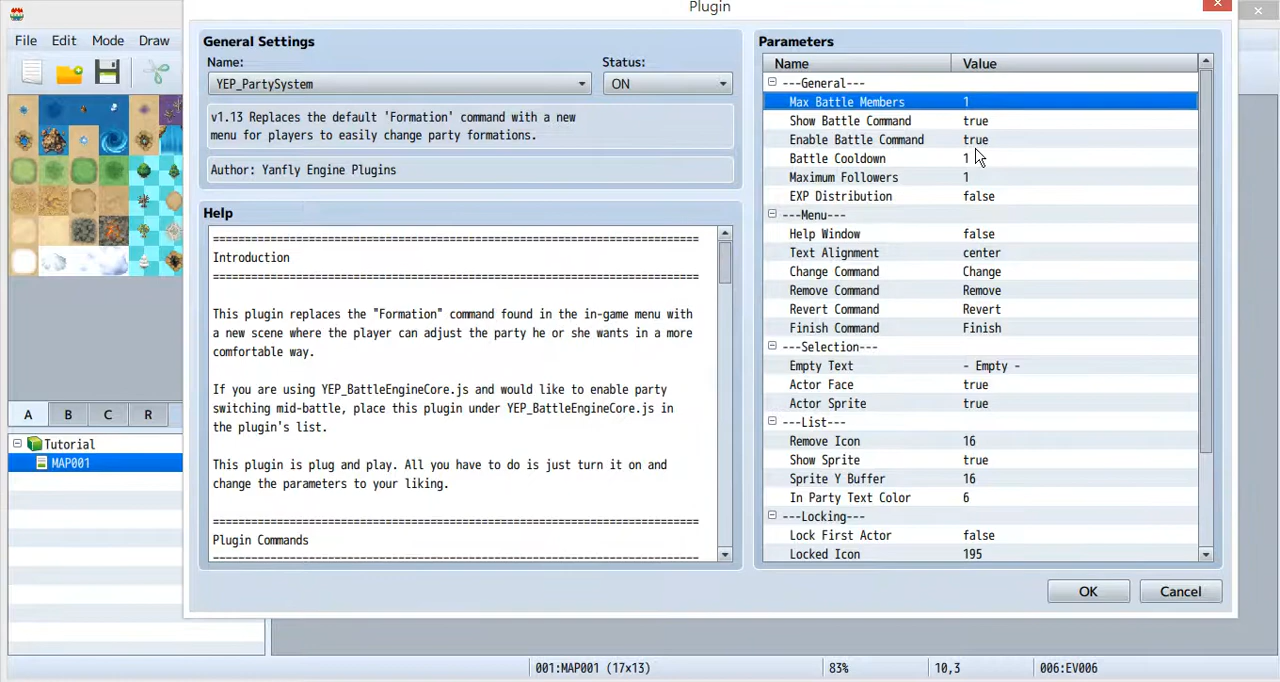 Plugin
File Edit Mode Draw
General Settings
Name: Status:
YEP_PartySystem ON
v1.13 Replaces the default 'Formation' command with a new
menu for players to easily change party formations.
Author: Yanfly Engine Plugins
Help
================================================================
Introduction
================================================================
This plugin replaces the "Formation" command found in the in-game menu with
a new scene where the player can adjust the party he or she wants in a more
comfortable way.
If you are using YEP_BattleEngineCore.js and would like to enable party
switching mid-battle, place this plugin under YEP_BattleEngineCore.js in
the plugin's list.
This plugin is plug and play. All you have to do is just turn it on and
change the parameters to your liking.
================================================================
Plugin Commands
----------------------------------------------------------------
Parameters
Name Value
---General---
Max Battle Members 1
Show Battle Command true
Enable Battle Command true
Battle Cooldown 1
Maximum Followers 1
EXP Distribution false
---Menu---
Help Window false
Text Alignment center
Change Command Change
Remove Command Remove
Revert Command Revert
Finish Command Finish
---Selection---
Empty Text - Empty -
Actor Face true
Actor Sprite true
---List---
Remove Icon 16
Show Sprite true
Sprite Y Buffer 16
In Party Text Color 6
---Locking---
Lock First Actor false
Locked Icon 195
OK Cancel
A B C R
Tutorial
MAP001
001:MAP001 (17x13) 83% 10,3 006:EV006